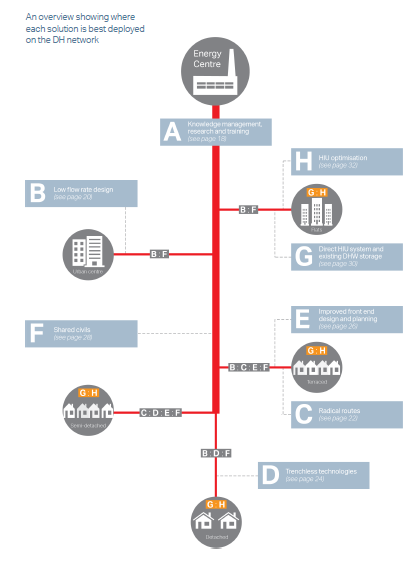 An overview showing where
each solution is best deployed
on the DH network
Energy
Centre
A
Knowledge management,
research and training
(see page 18)
H
HIU optimisation
(see page 32)
B
Low flow rate design
(see page 20)
G:H
Flats
B:F
G
Direct HIU system and
existing DHW storage
(see page 30)
B:F
Urban centre
E
Improved front end
design and planning
(see page 26)
F
Shared civils
(see page 28)
G:H
Terraced
B:C:E:F
G:H
Semi-detached
C:D:E:F
C
Radical routes
(see page 22)
B:D:F
D
Trenchless technologies
(see page 24)
G:H
Detached